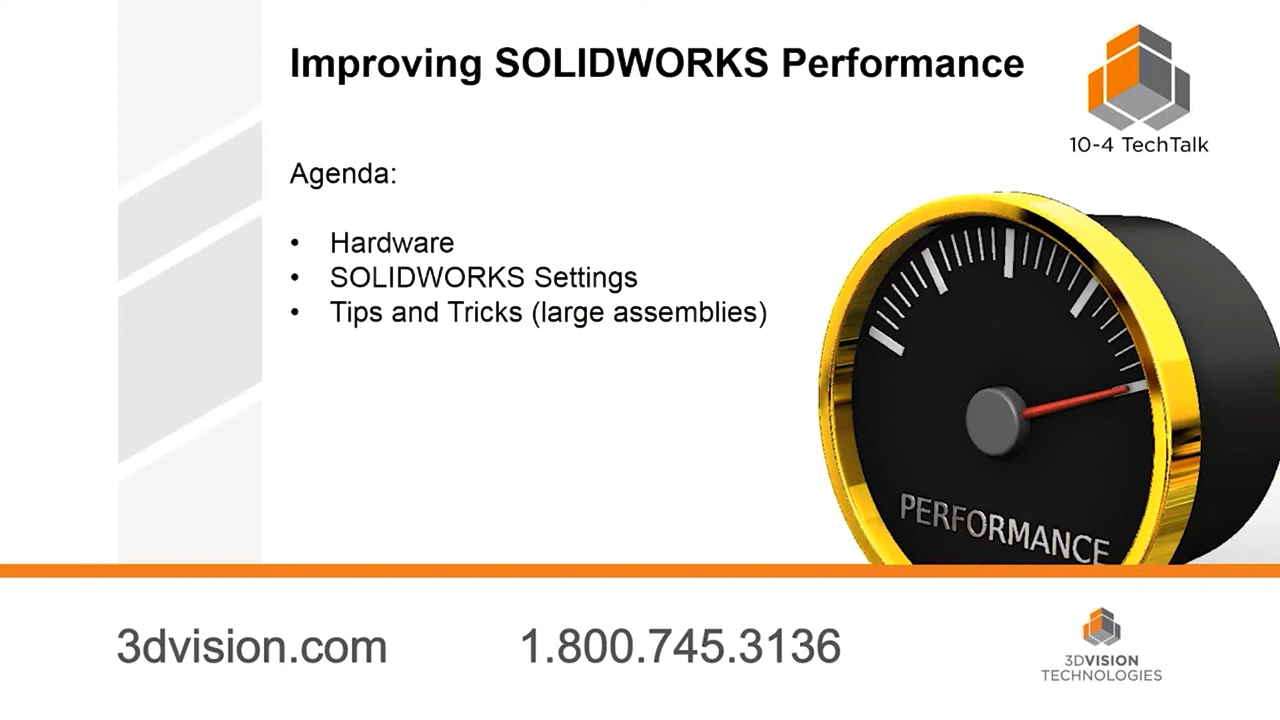 Improving SOLIDWORKS Performance
10-4 TechTalk
Agenda:
• Hardware
• SOLIDWORKS Settings
• Tips and Tricks (large assemblies)
PERFORMANCE
3dvision.com
1.800.745.3136
3DVISION
TECHNOLOGIES